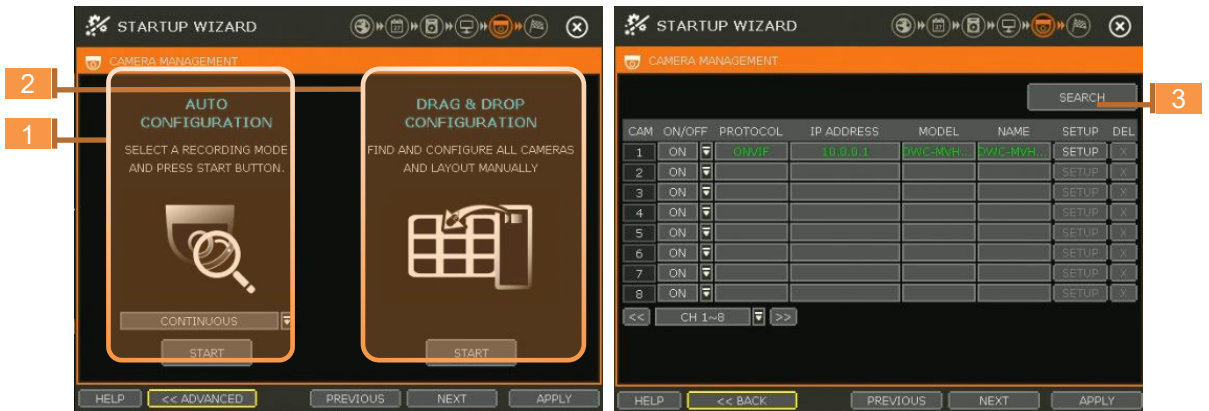 STARTUP WIZARD
CAMERA MANAGEMENT
2
1
AUTO
CONFIGURATION
SELECT A RECORDING MODE
AND PRESS START BUTTON.
CONTINUOUS
START
DRAG & DROP
CONFIGURATION
FIND AND CONFIGURE ALL CAMERAS
AND LAYOUT MANUALLY
START
HELP << ADVANCED PREVIOUS NEXT APPLY
STARTUP WIZARD
CAMERA MANAGEMENT
SEARCH
3
CAM ON/OFF PROTOCOL IP ADDRESS MODEL NAME SETUP DEL
1 ON ONVIF 10.0.0.1 DWC-MVH... DWC-MVH... SETUP X
2 ON SETUP X
3 ON SETUP X
4 ON SETUP X
5 ON SETUP X
6 ON SETUP X
7 ON SETUP X
8 ON SETUP X
<< CH 1~8 >>
HELP << BACK PREVIOUS NEXT APPLY